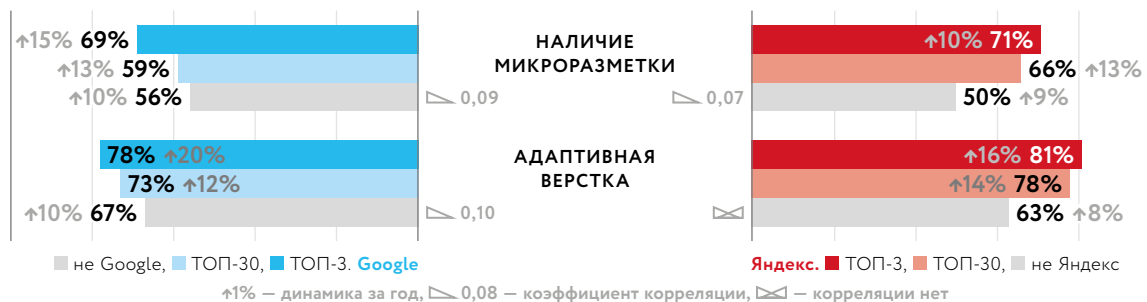 ↑15% 69% НАЛИЧИЕ ↑10% 71%
↑13% 59% МИКРОРАЗМЕТКИ 66% ↑13%
↑10% 56% 0,09 0,07 50% ↑9%
78% ↑20% АДАПТИВНАЯ ↑16% 81%
73% ↑12% ВЕРСТКА ↑14% 78%
↑10% 67% 0,10 63% ↑8%
не Google, ТОП-30, ТОП-3. Google Яндекс. ТОП-3, ТОП-30, не Яндекс
↑1% — динамика за год, 0,08 — коэффициент корреляции, — корреляции нет